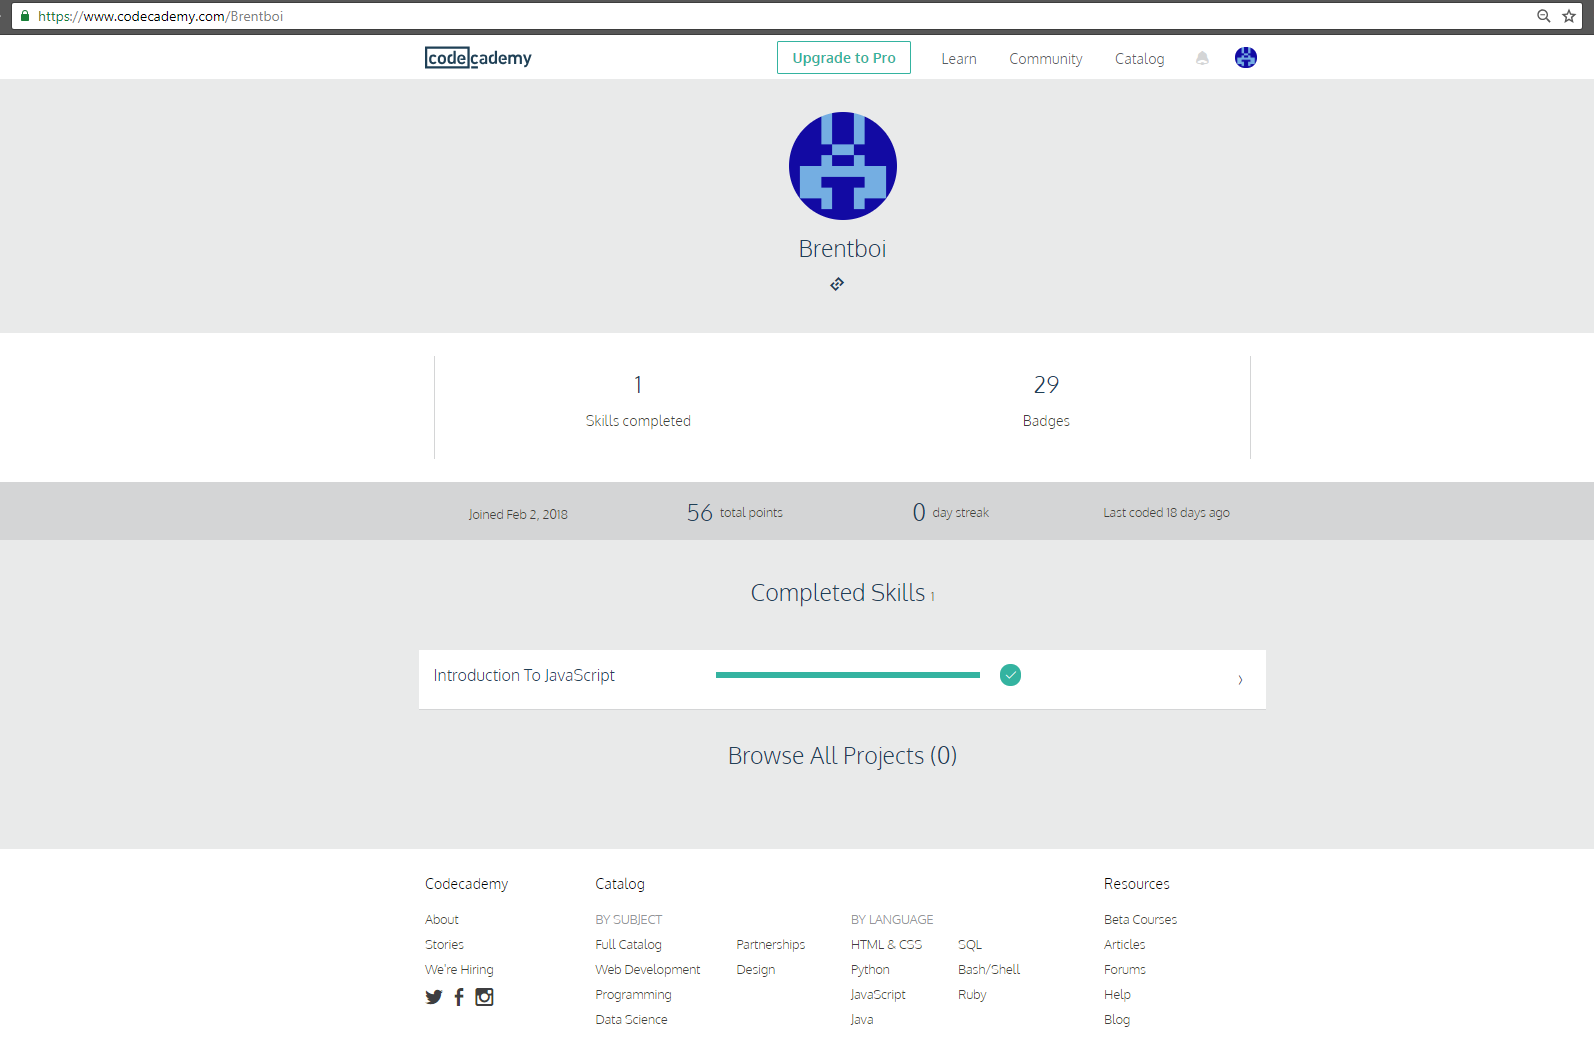 https://www.codecademy.com/Brentboi
codecademy
Upgrade to Pro
Learn
Community
Catalog
Brentboi
1
Skills completed
29
Badges
Joined Feb 2, 2018
56 total points
0 day streak
Last coded 18 days ago
Completed Skills 1
Introduction To JavaScript
Browse All Projects (0)
Codecademy
About
Stories
We're Hiring
Catalog
BY SUBJECT
Full Catalog
Web Development
Programming
Data Science
Partnerships
Design
BY LANGUAGE
HTML & CSS
Python
JavaScript
Java
SQL
Bash/Shell
Ruby
Resources
Beta Courses
Articles
Forums
Help
Blog